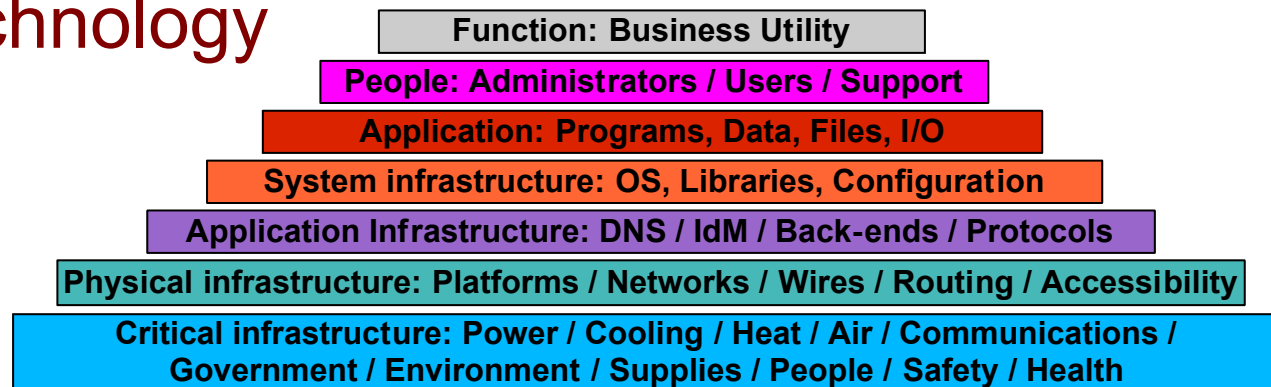 chnology
Function: Business Utility
People: Administrators / Users / Support
Application: Programs, Data, Files, I/O
System infrastructure: OS, Libraries, Configuration
Application Infrastructure: DNS / IdM / Back-ends / Protocols
Physical infrastructure: Platforms / Networks / Wires / Routing / Accessibility
Critical infrastructure: Power / Cooling / Heat / Air / Communications /
Government / Environment / Supplies / People / Safety / Health